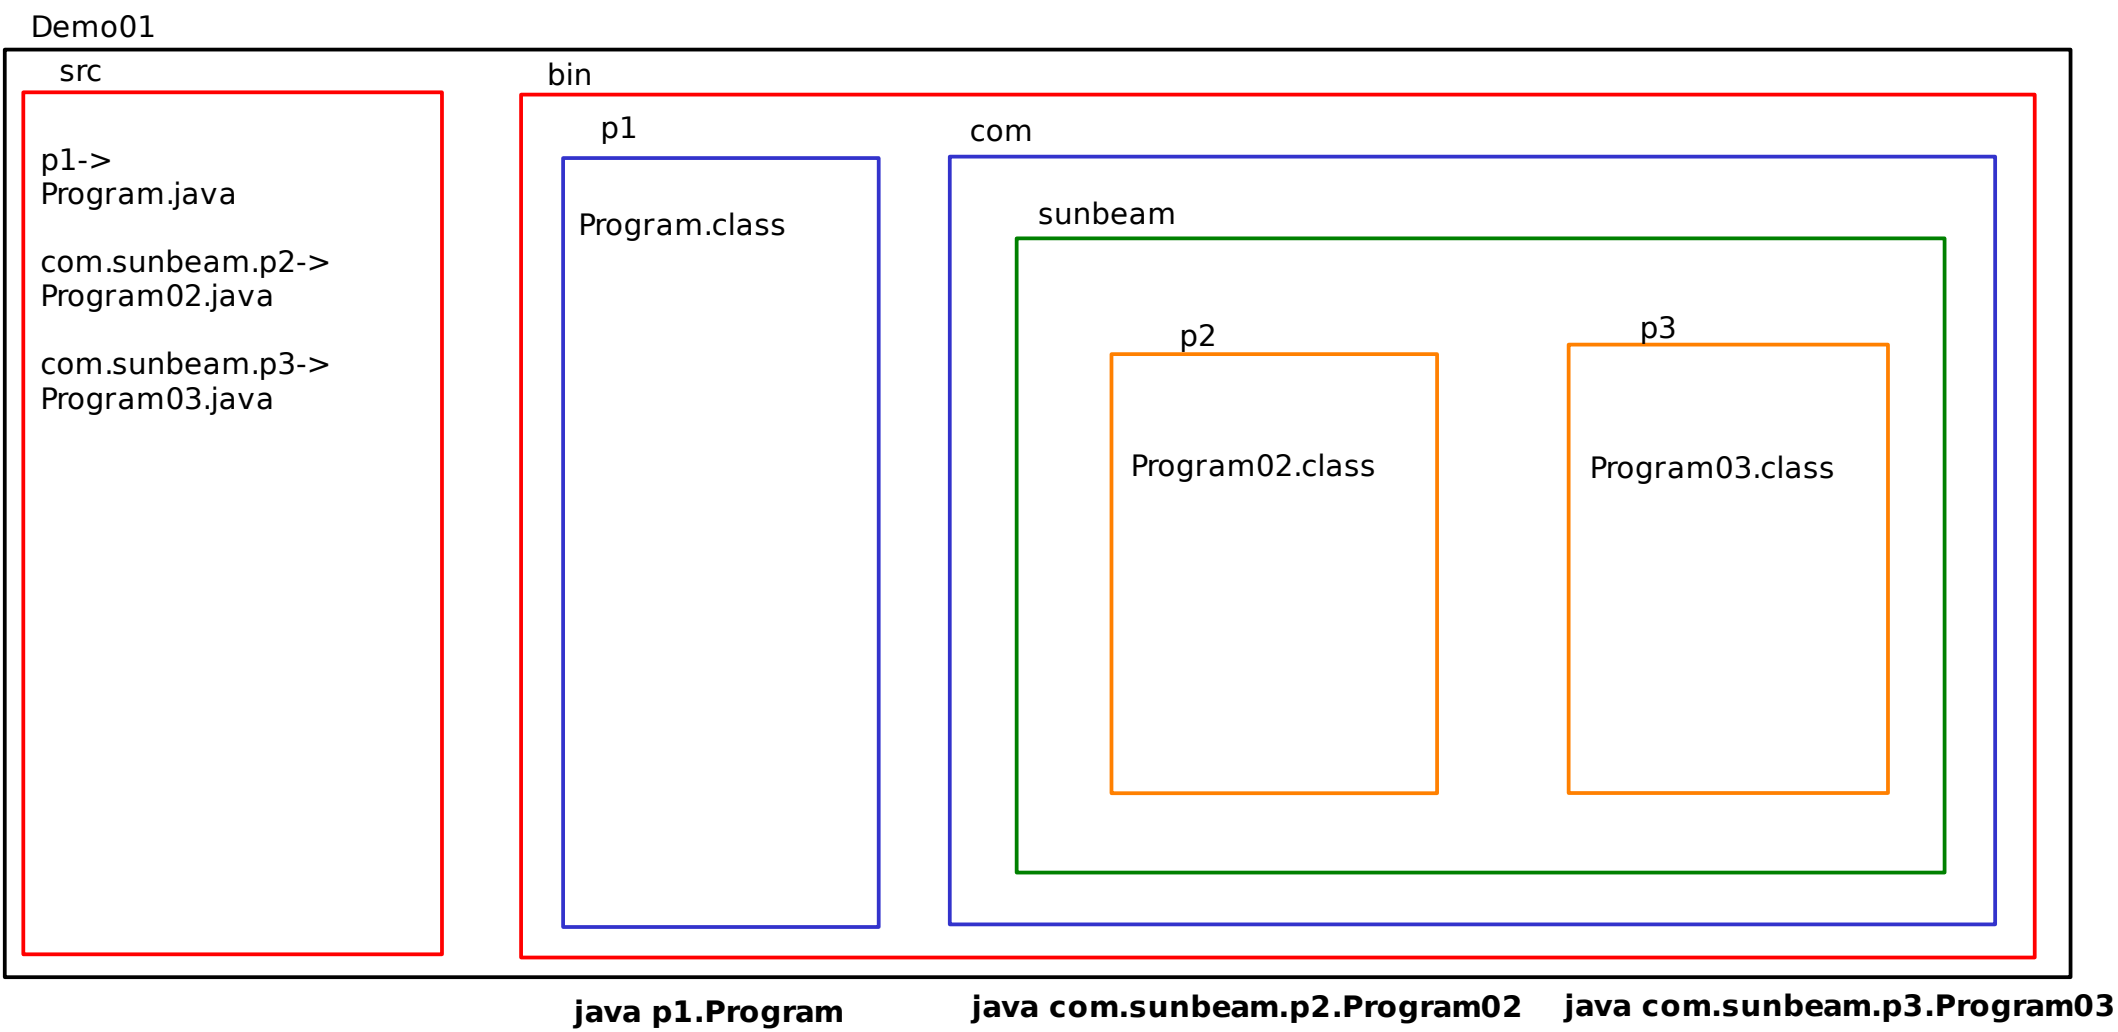 Demo01
src
p1->
Program.java
com.sunbeam.p2->
Program02.java
com.sunbeam.p3->
Program03.java
bin
p1
Program.class
com
sunbeam
p2
Program02.class
p3
Program03.class
java p1.Program
java com.sunbeam.p2.Program02
java com.sunbeam.p3.Program03